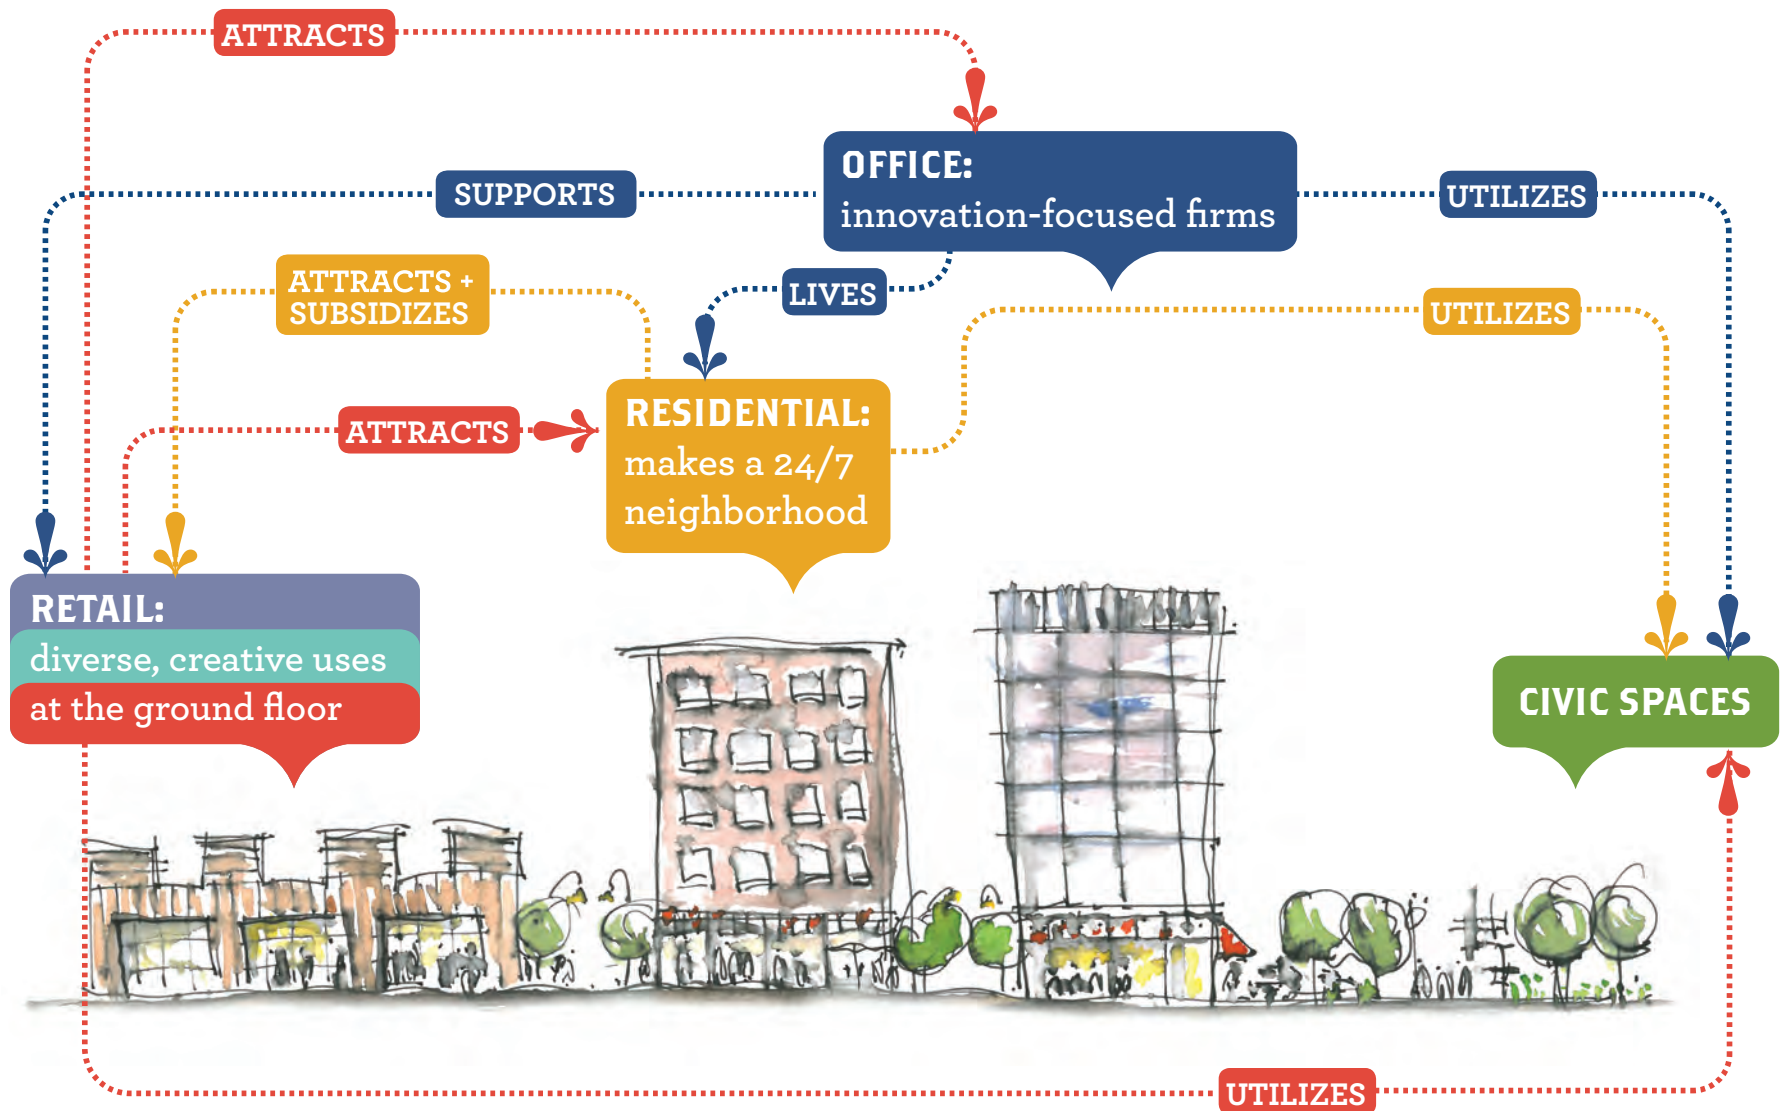 ATTRACTS
OFFICE:
innovation-focused firms
SUPPORTS
UTILIZES
ATTRACTS +
SUBSIDIZES
LIVES
UTILIZES
ATTRACTS
RESIDENTIAL:
makes a 24/7
neighborhood
RETAIL:
diverse, creative uses
at the ground floor
CIVIC SPACES
UTILIZES